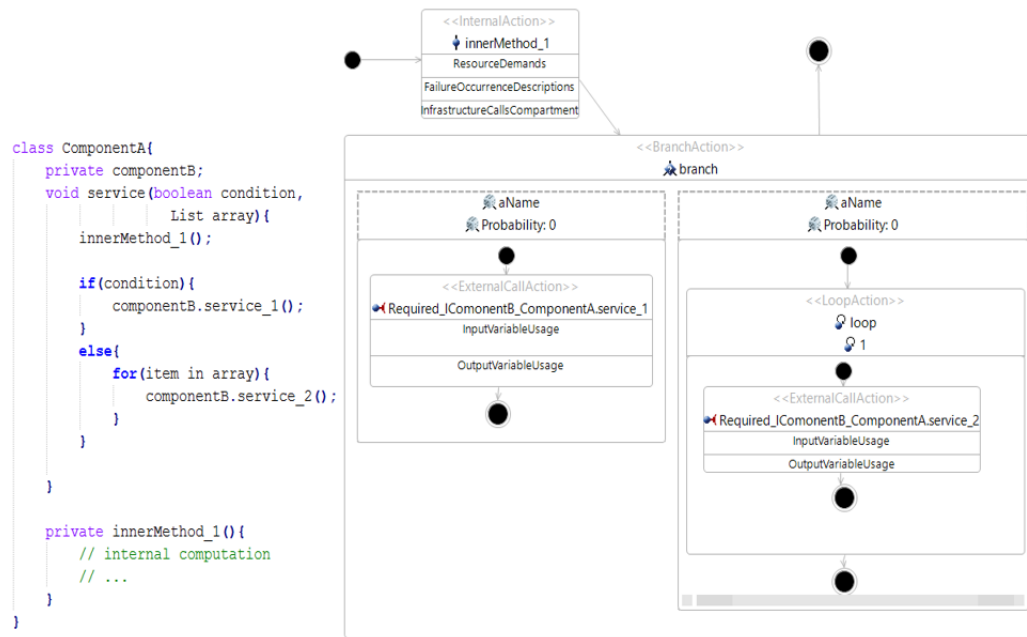 <<InternalAction>>
innerMethod_1
ResourceDemands
FailureOccurrenceDescriptions
InfrastructureCallsCompartment
class ComponentA{
private componentB;
void service(boolean condition,
List array){
innerMethod_1();
if(condition){
componentB.service_1();
}
else{
for(item in array){
componentB.service_2();
}
}
}
private innerMethod_1(){
// internal computation
// ...
}
}
<<BranchAction>>
branch
aName
Probability: 0
<<ExternalCallAction>>
Required_IComonentB_ComponentA.service_1
InputVariableUsage
OutputVariableUsage
aName
Probability: 0
<<LoopAction>>
loop
1
<<ExternalCallAction>>
Required_IComonentB_ComponentA.service_2
InputVariableUsage
OutputVariableUsage